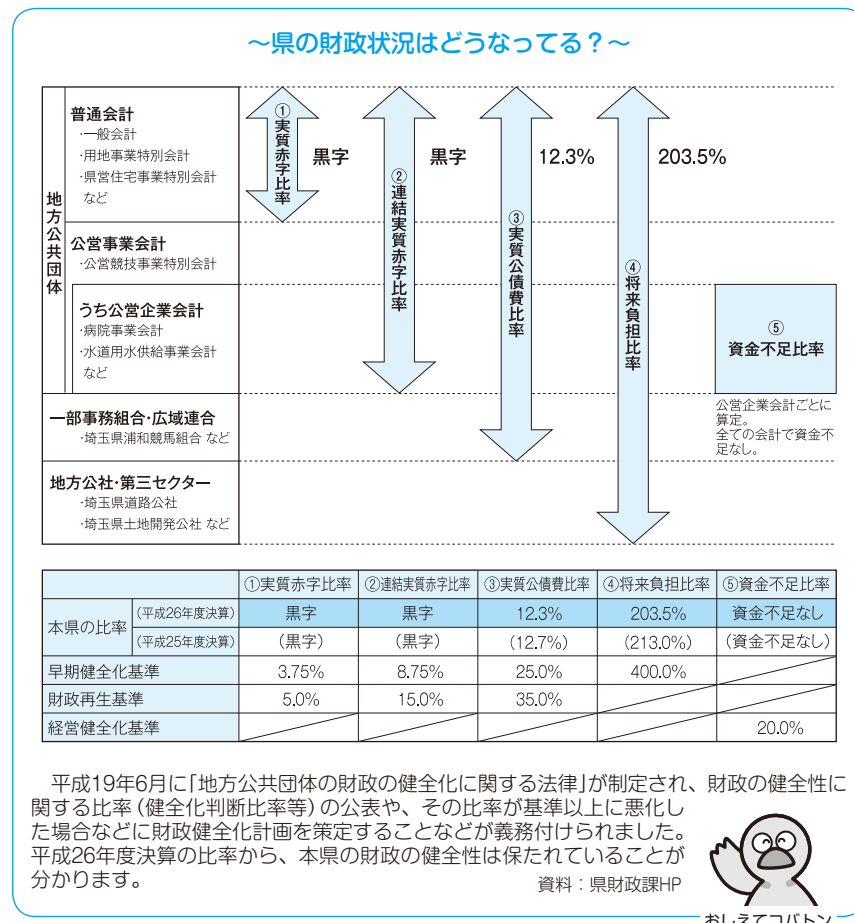 ～県の財政状況はどうなってる？～
地方公共団体
普通会計
・一般会計
・用地事業特別会計
・県営住宅事業特別会計
など
公営事業会計
・公営競技事業特別会計
うち公営企業会計
・病院事業会計
・水道用水供給事業会計
など
一部事務組合・広域連合
・埼玉県浦和競馬組合 など
地方公社・第三セクター
・埼玉県道路公社
・埼玉県土地開発公社 など
①実質赤字比率
黒字
②連結実質赤字比率
黒字
③実質公債費比率
12.3%
④将来負担比率
203.5%
⑤
資金不足比率
公営企業会計ごとに
算定。
全ての会計で資金不
足なし。
①実質赤字比率 ②連結実質赤字比率 ③実質公債費比率 ④将来負担比率 ⑤資金不足比率
本県の比率 (平成26年度決算) 黒字 黒字 12.3% 203.5% 資金不足なし
(平成25年度決算) (黒字) (黒字) (12.7%) (213.0%) (資金不足なし)
早期健全化基準 3.75% 8.75% 25.0% 400.0%
財政再生基準 5.0% 15.0% 35.0%
経営健全化基準 20.0%
平成19年6月に「地方公共団体の財政の健全化に関する法律」が制定され、財政の健全性に
関する比率（健全化判断比率等）の公表や、その比率が基準以上に悪化し
た場合などに財政健全化計画を策定することなどが義務付けられました。
平成26年度決算の比率から、本県の財政の健全性は保たれていることが
分かります。
資料：県財政課HP
おしえてコバトン